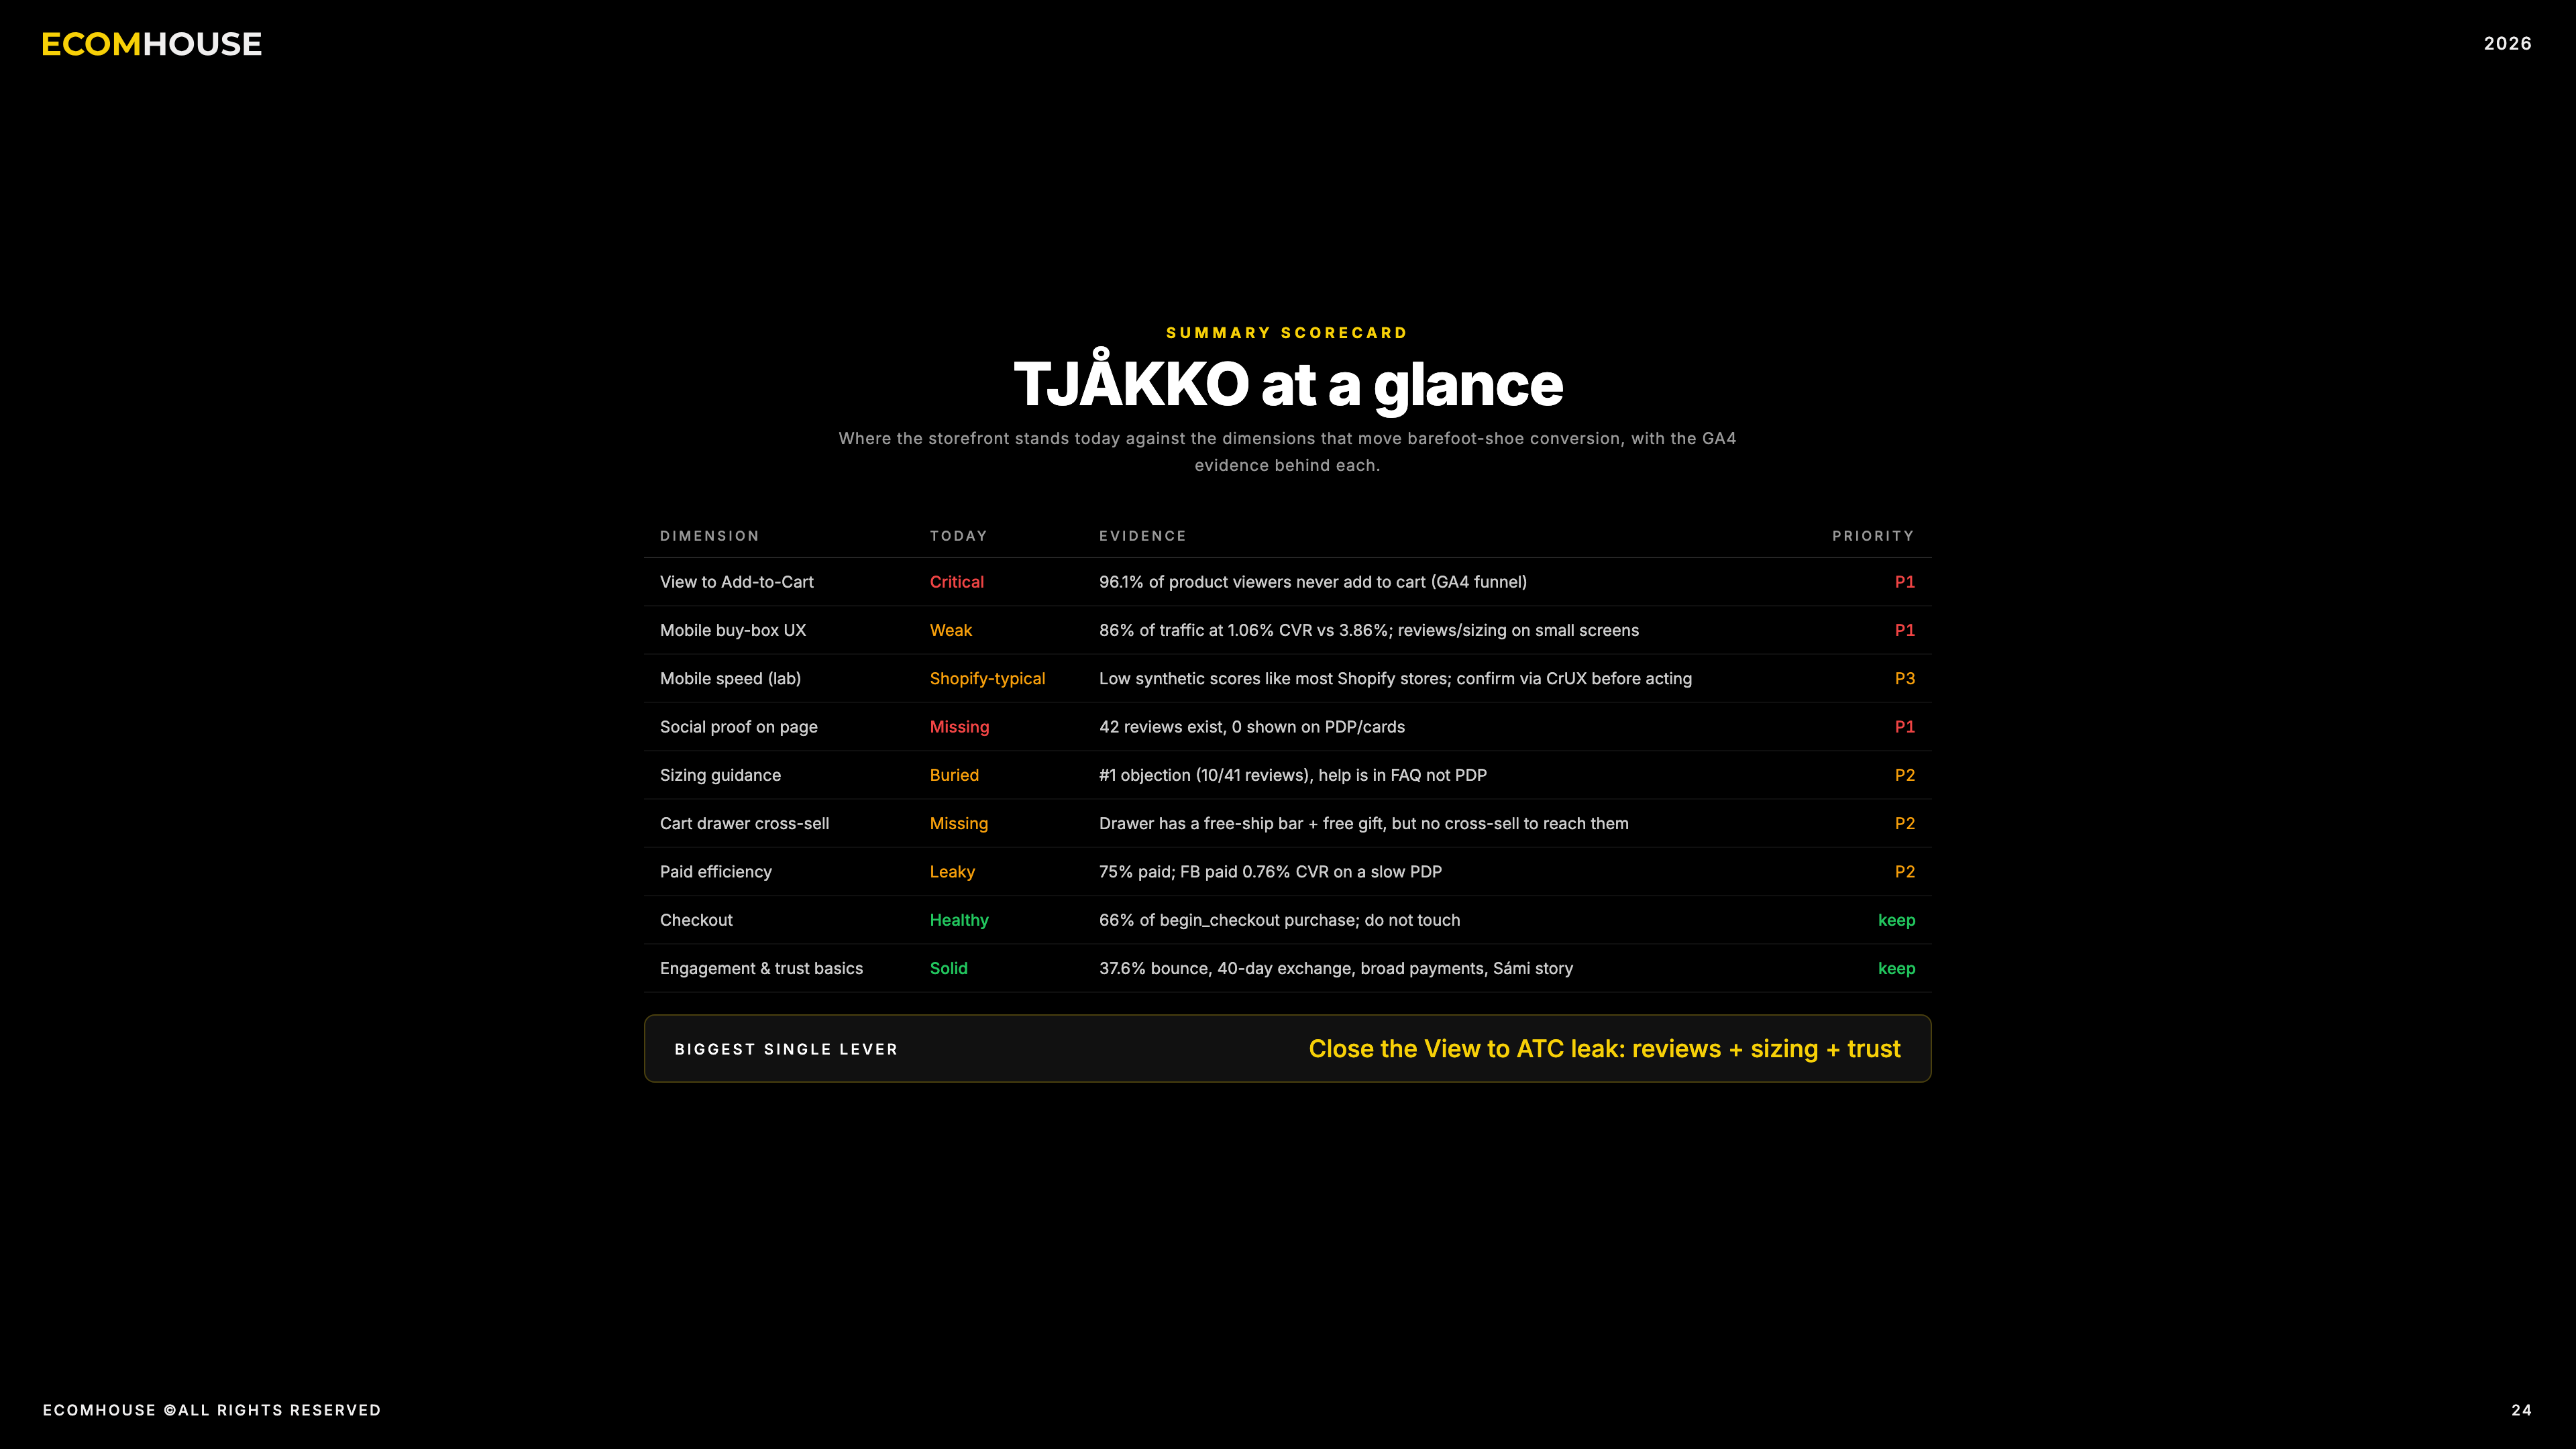 ECOMHOUSE
2026
SUMMARY SCORECARD
TJÅKKO at a glance
Where the storefront stands today against the dimensions that move barefoot-shoe conversion, with the GA4
evidence behind each.
DIMENSION TODAY EVIDENCE PRIORITY
View to Add-to-Cart Critical 96.1% of product viewers never add to cart (GA4 funnel) P1
Mobile buy-box UX Weak 86% of traffic at 1.06% CVR vs 3.86%; reviews/sizing on small screens P1
Mobile speed (lab) Shopify-typical Low synthetic scores like most Shopify stores; confirm via CrUX before acting P3
Social proof on page Missing 42 reviews exist, 0 shown on PDP/cards P1
Sizing guidance Buried #1 objection (10/41 reviews), help is in FAQ not PDP P2
Cart drawer cross-sell Missing Drawer has a free-ship bar + free gift, but no cross-sell to reach them P2
Paid efficiency Leaky 75% paid; FB paid 0.76% CVR on a slow PDP P2
Checkout Healthy 66% of begin_checkout purchase; do not touch keep
Engagement & trust basics Solid 37.6% bounce, 40-day exchange, broad payments, Sámi story keep
BIGGEST SINGLE LEVER Close the View to ATC leak: reviews + sizing + trust
ECOMHOUSE ©ALL RIGHTS RESERVED
24